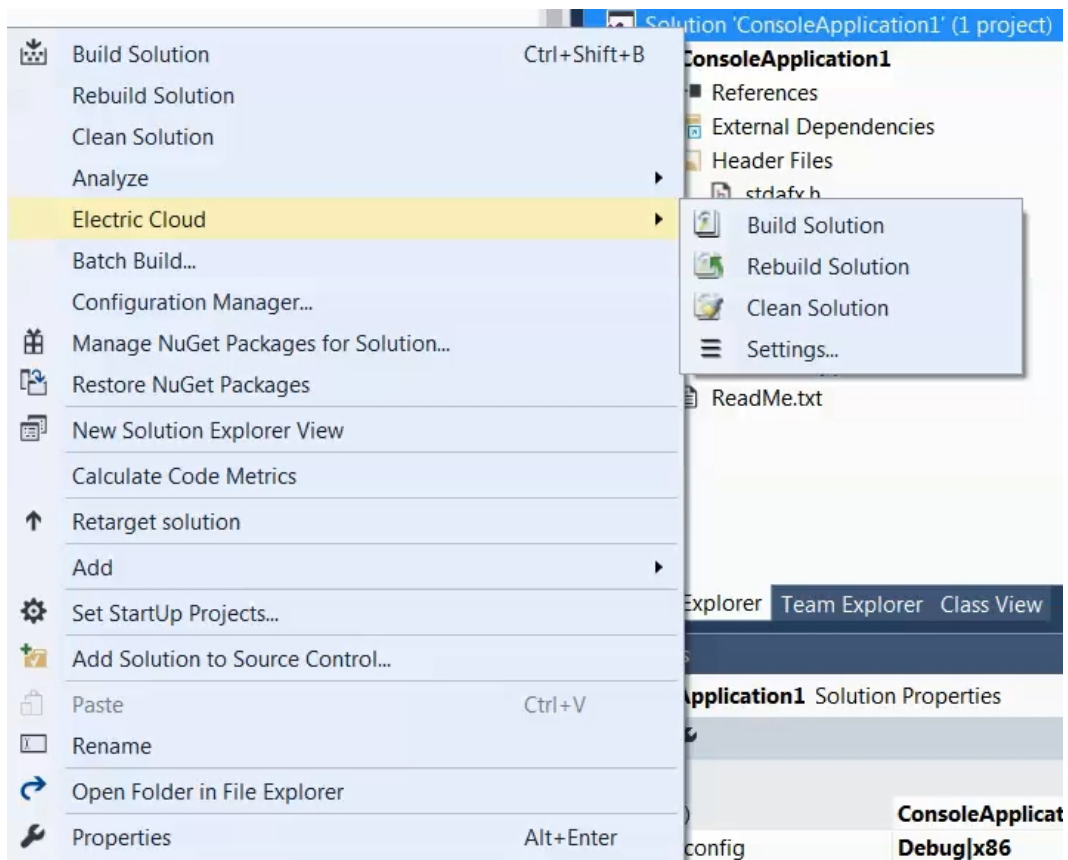 Solution 'ConsoleApplication1' (1 project)
Build Solution Ctrl+Shift+B
Rebuild Solution
Clean Solution
Analyze
Electric Cloud
Batch Build...
Configuration Manager...
Manage NuGet Packages for Solution...
Restore NuGet Packages
New Solution Explorer View
Calculate Code Metrics
Retarget solution
Add
Set StartUp Projects...
Add Solution to Source Control...
Paste Ctrl+V
Rename
Open Folder in File Explorer
Properties Alt+Enter
ConsoleApplication1
References
External Dependencies
Header Files
stdafx.h
Build Solution
Rebuild Solution
Clean Solution
Settings...
ReadMe.txt
Explorer Team Explorer Class View
Application1 Solution Properties
ConsoleApplicat
config Debug|x86